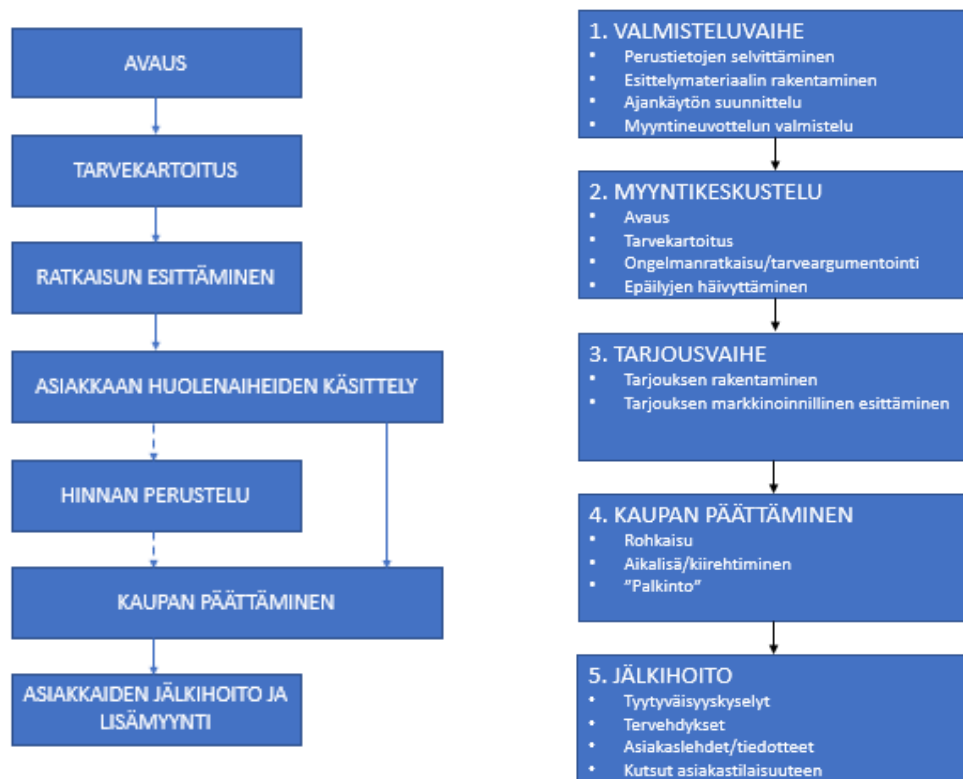 AVAUS
TARVEKARTOITUS
RATKAISUN ESITTÄMINEN
ASIAKKAAN HUOLENAIHEIDEN KÄSITTELY
HINNAN PERUSTELU
KAUPAN PÄÄTTÄMINEN
ASIAKKAIDEN JÄLKIHOITO JA
LISÄMYYNTI
1. VALMISTELUVAIHE
• Perustietojen selvittäminen
• Esittelymateriaalin rakentaminen
• Ajankäytön suunnittelu
• Myyntineuvottelun valmistelu
2. MYYNTIKESKUSTELU
• Avaus
• Tarvekartoitus
• Ongelmanratkaisu/tarveargumentointi
• Epäilyjen häivyttäminen
3. TARJOUSVAIHE
• Tarjouksen rakentaminen
• Tarjouksen markkinoinnillinen esittäminen
4. KAUPAN PÄÄTTÄMINEN
• Rohkaisu
• Aikalisä/kiirehtiminen
• ”Palkinto”
5. JÄLKIHOITO
• Tyytyväisyyskyselyt
• Tervehdykset
• Asiakaslehdet/tiedotteet
• Kutsut asiakastilaisuuteen